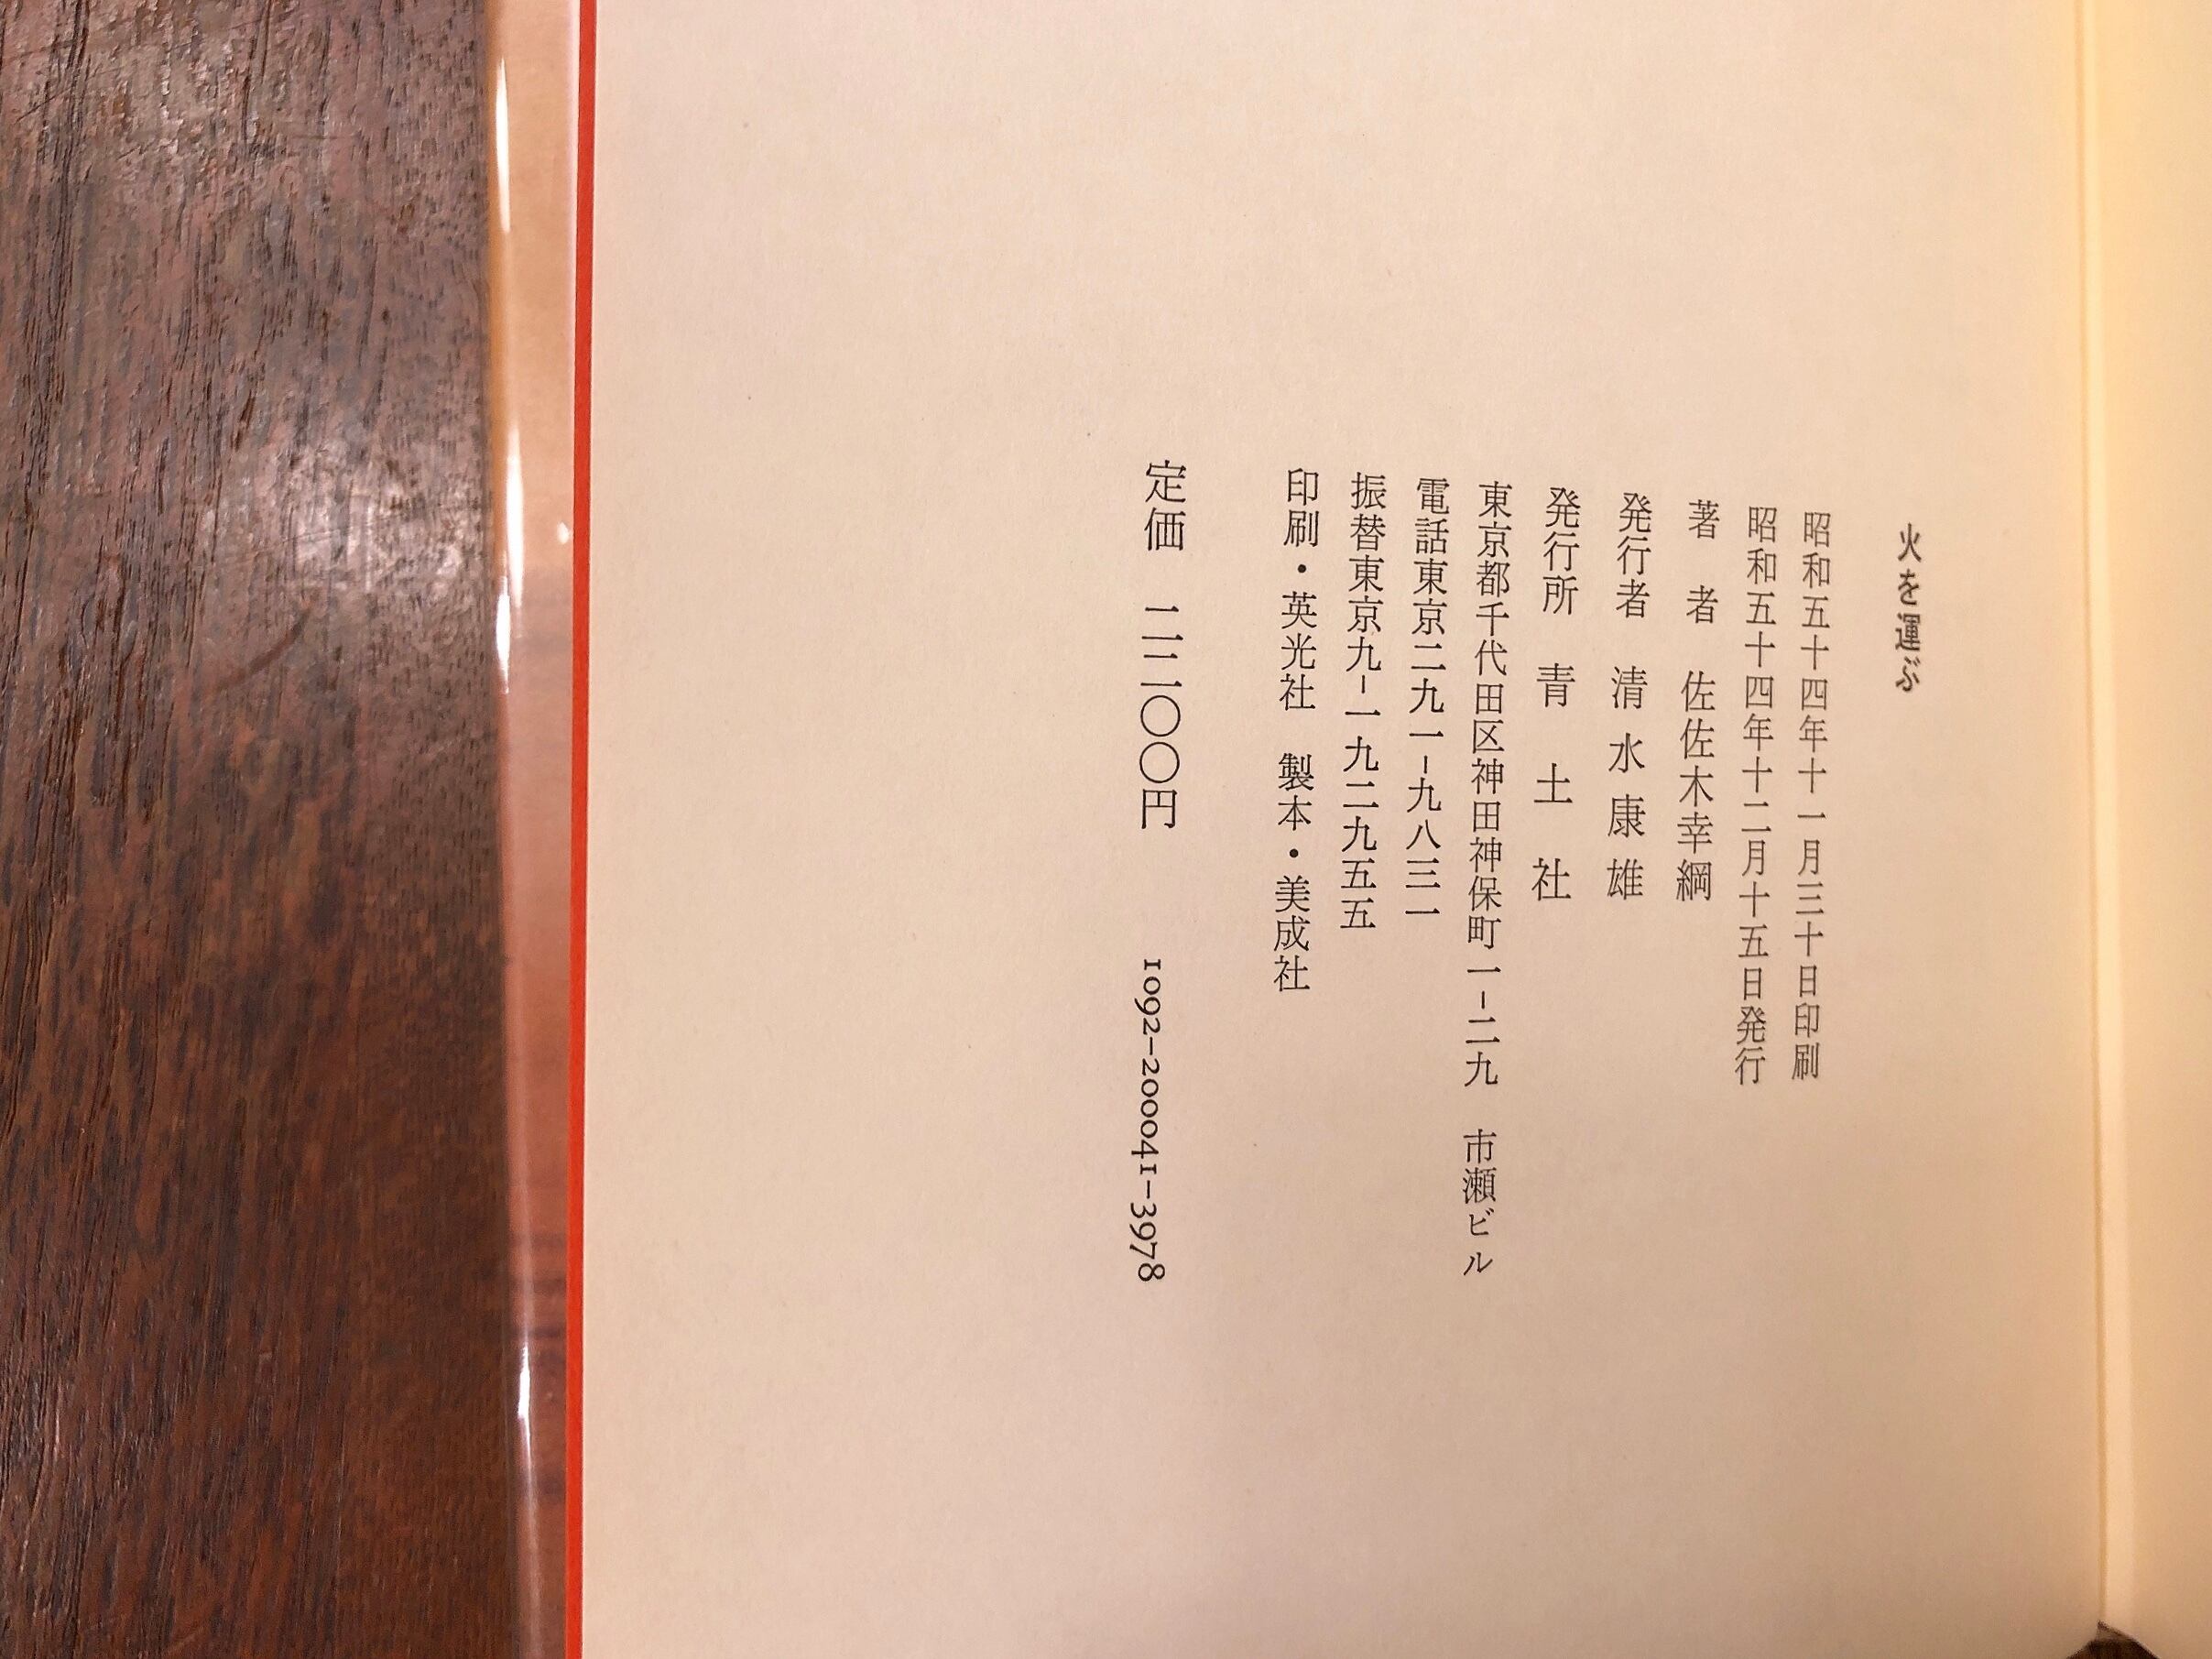 火を運ぶ
昭和五十四年十一月三十日印刷
昭和五十四年十二月十五日発行
著 者 佐佐木幸綱
発行者 清水康雄
発行所 青土社
東京都千代田区神田神保町一-二九 市瀬ビル
電話東京二九一-九八三一
振替東京九-一九二九五五
印刷・英光社 製本・美成社
定価 二二〇〇円 1092-200041-3978